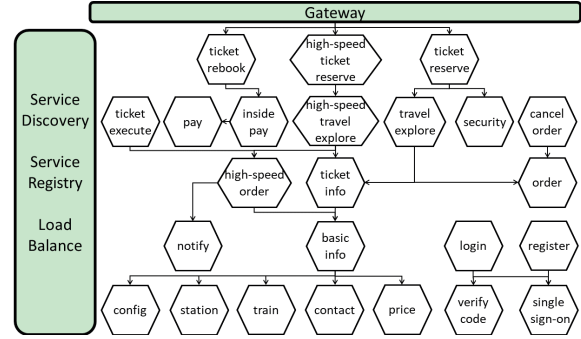 Gateway
Service
Discovery
Service
Registry
Load
Balance
ticket
rebook
high-speed
ticket
reserve
ticket
reserve
ticket
execute
pay
inside
pay
high-speed
travel
explore
travel
explore
security
cancel
order
high-speed
order
ticket
info
order
notify
basic
info
login
register
config
station
train
contact
price
verify
code
single
sign-on